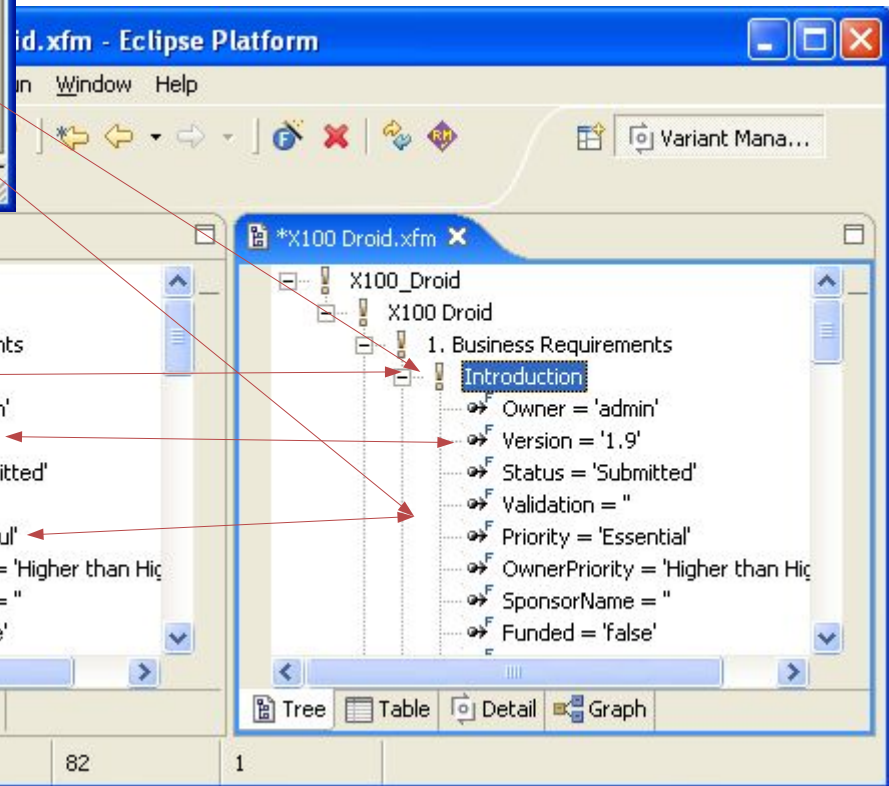 id.xfm - Eclipse Platform
un Window Help
Variant Mana...
*X100 Droid.xfm
X100_Droid
X100 Droid
nts
1. Business Requirements
Introduction
n'
Owner = 'admin'
Version = '1.9'
itted'
Status = 'Submitted'
Validation = ''
ul'
Priority = 'Essential'
= 'Higher than Hig
OwnerPriority = 'Higher than Hig
= ''
SponsorName = ''
e'
Funded = 'false'
Tree Table Detail Graph
82 1